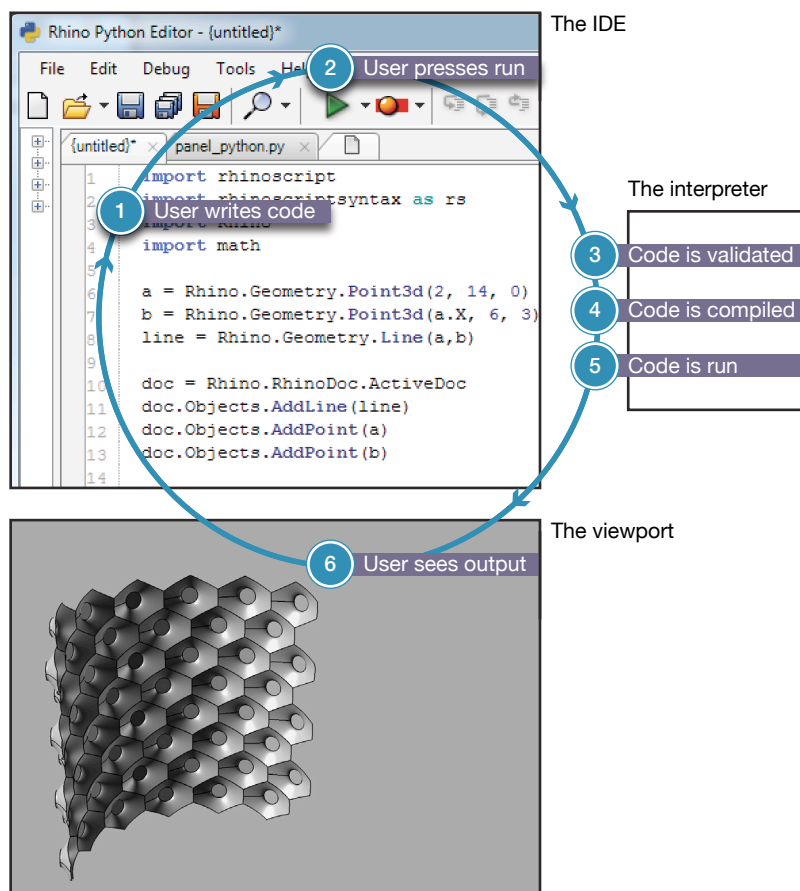 The IDE
Rhino Python Editor - {untitled}*
File Edit Debug Tools
2 User presses run
{untitled}* panel_python.py
1 import rhinoscript
2 import rhinoscriptsyntax as rs
1 User writes code
3 import Rhino
4 import math
5
6 a = Rhino.Geometry.Point3d(2, 14, 0)
7 b = Rhino.Geometry.Point3d(a.X, 6, 3)
8 line = Rhino.Geometry.Line(a,b)
9
10 doc = Rhino.RhinoDoc.ActiveDoc
11 doc.Objects.AddLine(line)
12 doc.Objects.AddPoint(a)
13 doc.Objects.AddPoint(b)
14
The interpreter
3 Code is validated
4 Code is compiled
5 Code is run
The viewport
6 User sees output